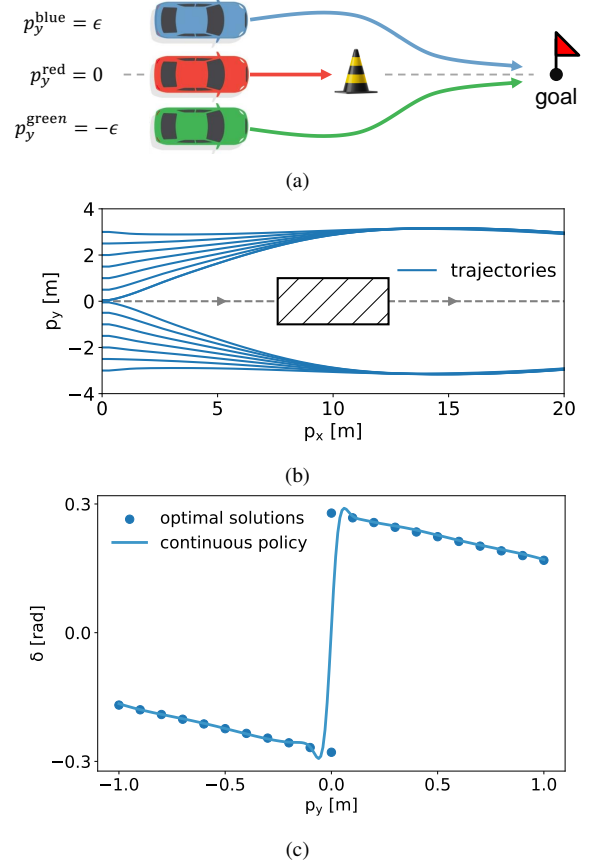 p_y^blue = ϵ
p_y^red = 0
p_y^green = −ϵ
goal
(a)
4
2
0
−2
−4
p_y [m]
trajectories
0
5
10
15
20
p_x [m]
(b)
0.3
0.0
−0.3
δ [rad]
optimal solutions
continuous policy
−1.0
−0.5
0.0
0.5
1.0
p_y [m]
(c)